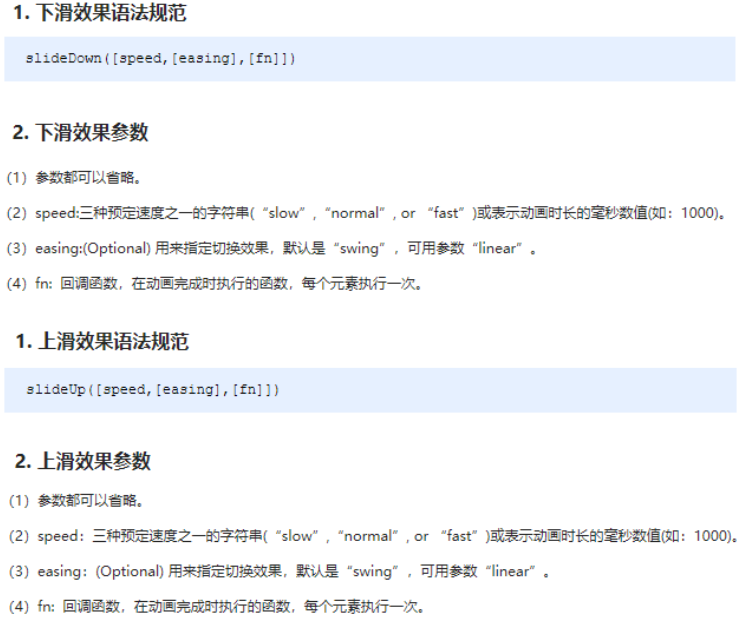 1. 下滑效果语法规范
slideDown([speed,[easing],[fn]])
2. 下滑效果参数
(1）参数都可以省略。
(2）speed:三种预定速度之一的字符串(“slow”,“normal”, or “fast”)或表示动画时长的毫秒数值(如：1000)。
(3）easing:(Optional) 用来指定切换效果，默认是“swing”，可用参数“linear”。
(4）fn: 回调函数，在动画完成时执行的函数，每个元素执行一次。
1. 上滑效果语法规范
slideUp([speed,[easing],[fn]])
2. 上滑效果参数
(1）参数都可以省略。
(2）speed：三种预定速度之一的字符串(“slow”,“normal”, or “fast”)或表示动画时长的毫秒数值(如：1000)。
(3）easing：(Optional) 用来指定切换效果，默认是“swing”，可用参数“linear”。
(4）fn: 回调函数，在动画完成时执行的函数，每个元素执行一次。